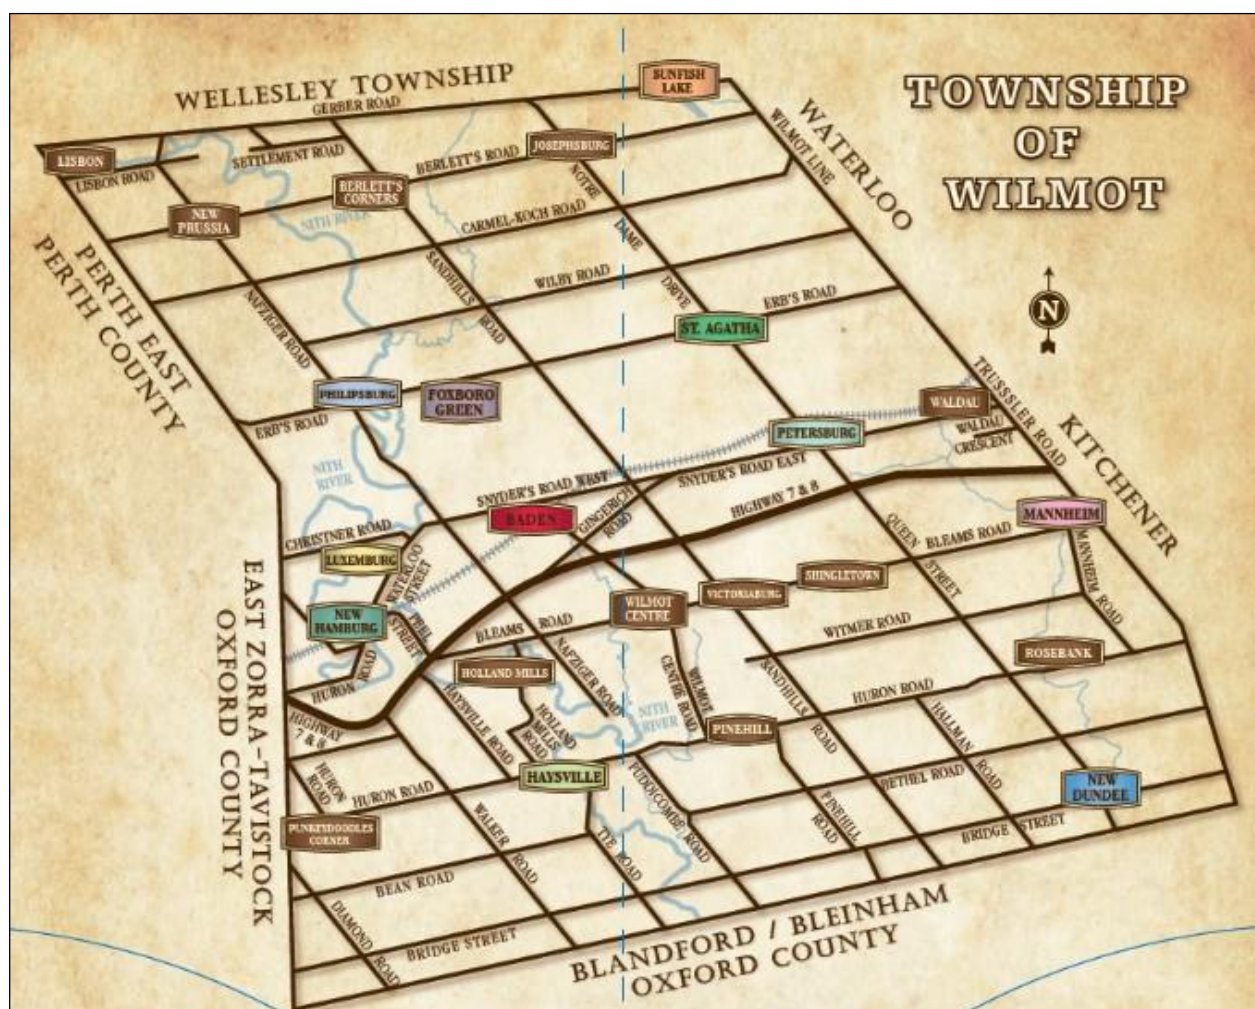 TOWNSHIP
OF
WILMOT
N
WELLESLEY TOWNSHIP
GERBER ROAD
SUNFISH
LAKE
WATERLOO
WILMOT LINE
LISBON
LISBON ROAD
SETTLEMENT ROAD
BERLETT'S ROAD
JOSEPHSBURG
BERLETT'S
CORNERS
NEW
PRUSSIA
NITH RIVER
CARMEL-KOCH ROAD
NOTRE
DAME
DRIVE
PERTH EAST
PERTH COUNTY
NAFZIGER ROAD
SANDHILLS
ROAD
WILBY ROAD
ERB'S ROAD
ST. AGATHA
PHILIPSBURG
FOXBORO
GREEN
ERB'S ROAD
TRUSSSLER ROAD
WALDAU
WALDAU
CRESCENT
KITCHENER
PETERSBURG
NITH
RIVER
SNYDER'S ROAD WEST
SNYDER'S ROAD EAST
HIGHWAY 7 & 8
BADEN
GINGERICH
ROAD
MANNHEIM
MANNHEIM
ROAD
CHRISTNER ROAD
LUXEMBURG
WATERLOO
STREET
QUEEN
STREET
BLEAMS ROAD
SHINGLETOWN
VICTORIABURG
WILMOT
CENTRE
NEW
HAMBURG
PEEL
STREET
BLEAMS ROAD
NAFZIGER ROAD
HOLLAND MILLS
WITMER ROAD
ROSEBANK
EAST ZORRA-TAVISTOCK
OXFORD COUNTY
HURON
ROAD
HIGHWAY
7 & 8
HAYSVILLE ROAD
HOLLAND
MILLS
ROAD
NITH
RIVER
WILMOT
CENTRE ROAD
SANDHILLS
ROAD
HURON ROAD
PINEHILL
HALLMAN
ROAD
HAYSVILLE
HURON
ROAD
HURON ROAD
PUNKEYDOODLES
CORNER
WALKER
ROAD
TYE ROAD
PUDDICOMBE ROAD
PINEHILL
ROAD
BETHEL ROAD
NEW
DUNDEE
BRIDGE STREET
BEAN ROAD
DIAMOND
ROAD
BRIDGE STREET
BLANDFORD / BLEINHAM
OXFORD COUNTY